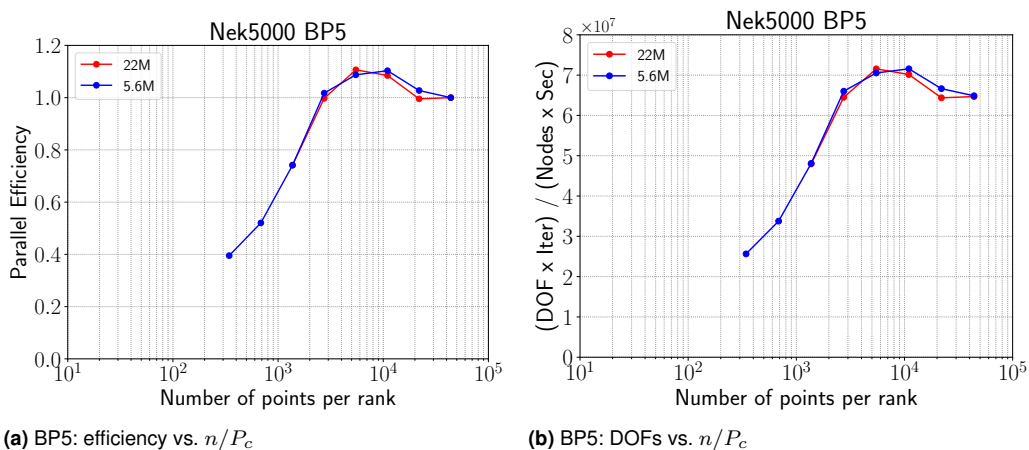 Nek5000 BP5
1.2
1.0
0.8
0.6
0.4
0.2
0.0
Parallel Efficiency
22M
5.6M
10^1
10^2
10^3
10^4
10^5
Number of points per rank
(a) BP5: efficiency vs. n/P_c
Nek5000 BP5
×10^7
8
7
6
5
4
3
2
1
0
(DOF x Iter) / (Nodes x Sec)
22M
5.6M
10^1
10^2
10^3
10^4
10^5
Number of points per rank
(b) BP5: DOFs vs. n/P_c